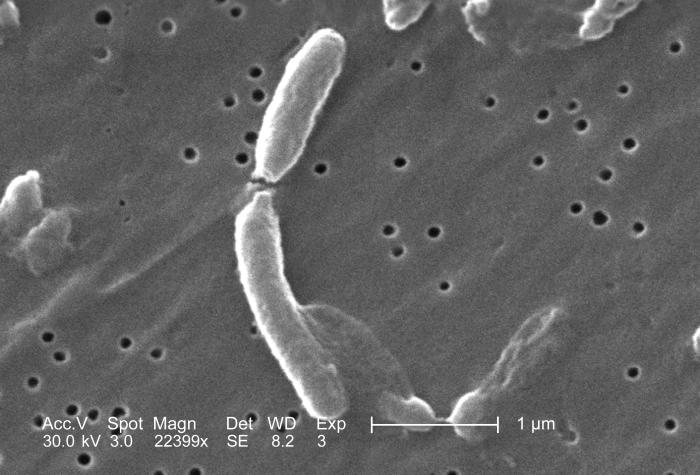 Acc.V Spot Magn Det WD Exp 1 µm
30.0 kV 3.0 22399x SE 8.2 3